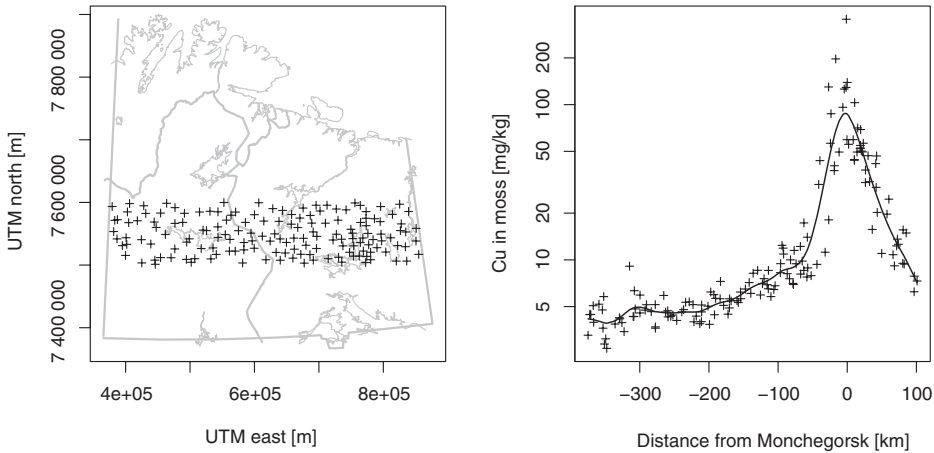 7 400 000
7 600 000
7 800 000
UTM north [m]
4e+05
6e+05
8e+05
UTM east [m]
5
10
20
50
100
200
Cu in moss [mg/kg]
−300
−200
−100
0
100
Distance from Monchegorsk [km]